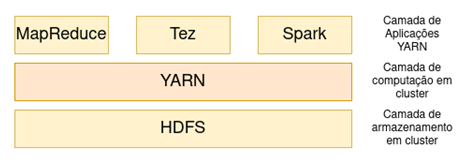 MapReduce
Tez
Spark
Camada de
Aplicações
YARN
YARN
Camada de
computação em
cluster
HDFS
Camada de
armazenamento
em cluster